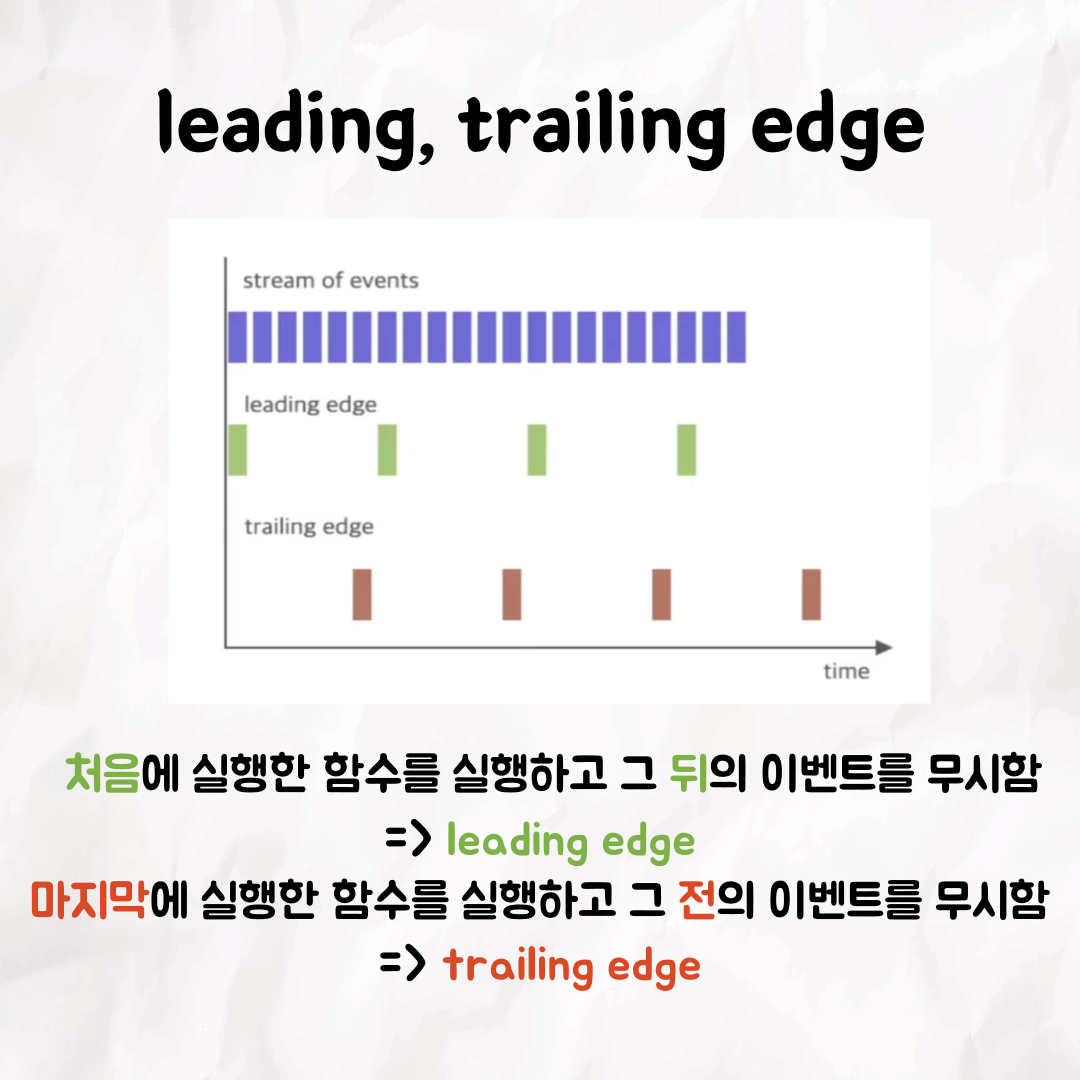 leading, trailing edge
stream of events
leading edge
trailing edge
time
처음에 실행한 함수를 실행하고 그 뒤의 이벤트를 무시함
=> leading edge
마지막에 실행한 함수를 실행하고 그 전의 이벤트를 무시함
=> trailing edge